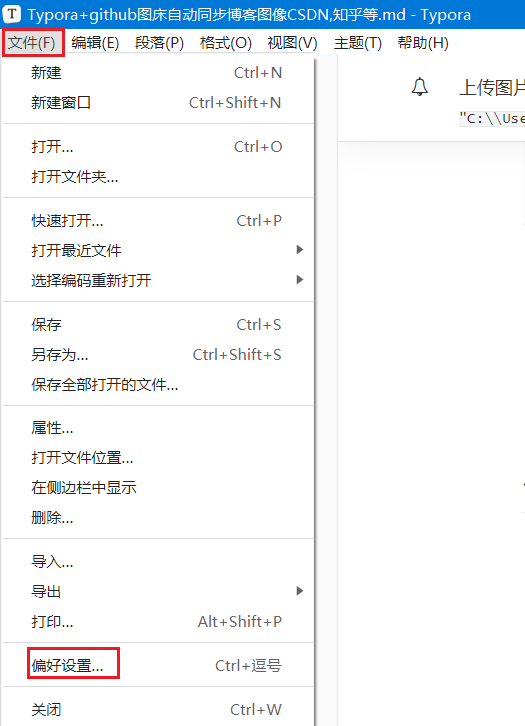 T Typora+github图床自动同步博客图像CSDN,知乎等.md - Typora
文件(F) 编辑(E) 段落(P) 格式(O) 视图(V) 主题(T) 帮助(H)
新建 Ctrl+N
新建窗口 Ctrl+Shift+N
打开... Ctrl+O
打开文件夹...
快速打开... Ctrl+P
打开最近文件
选择编码重新打开
保存 Ctrl+S
另存为... Ctrl+Shift+S
保存全部打开的文件...
属性...
打开文件位置...
在侧边栏中显示
删除...
导入...
导出
打印... Alt+Shift+P
偏好设置... Ctrl+逗号
关闭 Ctrl+W
上传图片
"C:\\Use